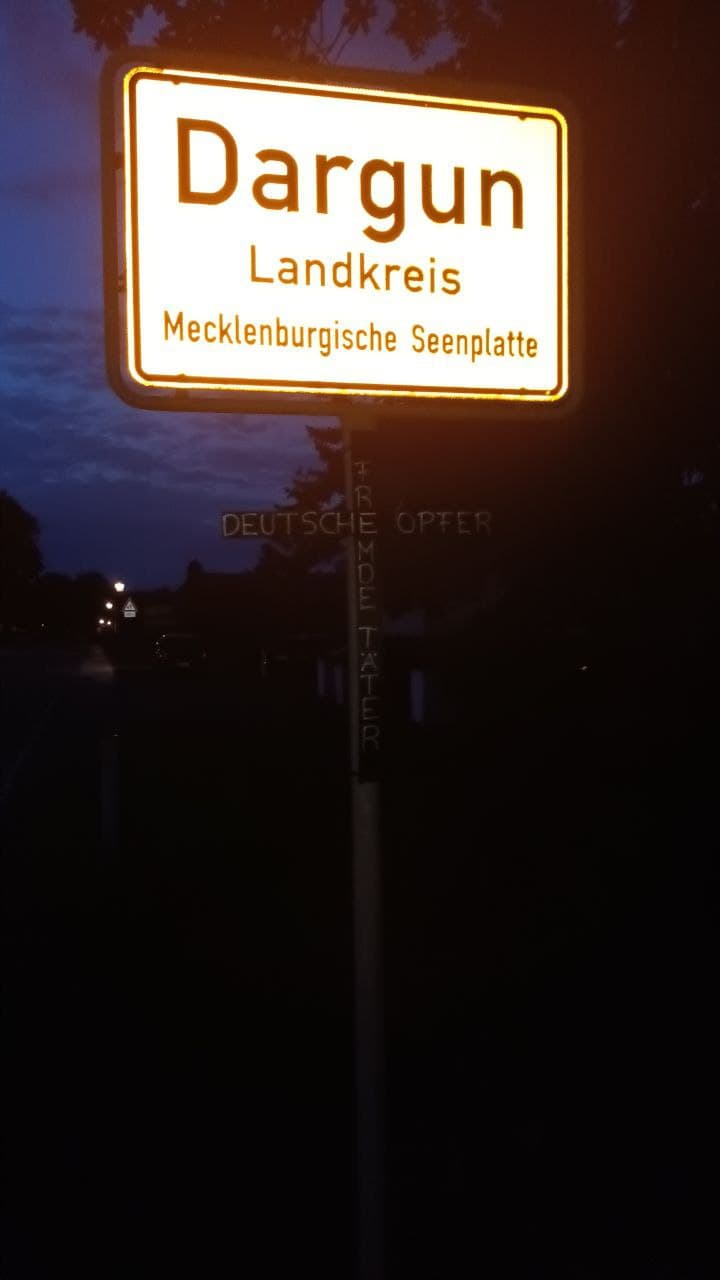 Dargun
Landkreis
Mecklenburgische Seenplatte
DEUTSCHE OPFER
FREMDE TÄTER